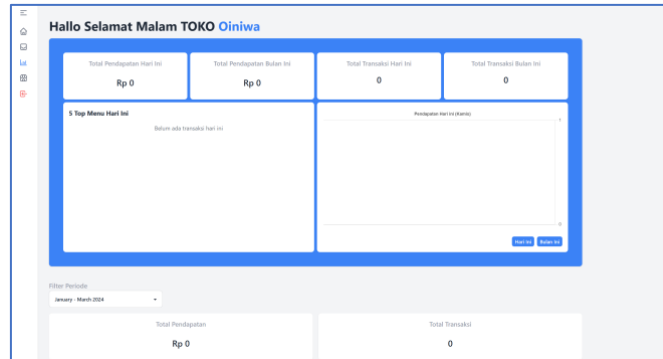 Hallo Selamat Malam TOKO Oiniwa
Total Pendapatan Hari Ini
Rp 0
Total Pendapatan Bulan Ini
Rp 0
Total Transaksi Hari Ini
0
Total Transaksi Bulan Ini
0
5 Top Menu Hari Ini
Belum ada transaksi hari ini
Pendapatan Hari Ini (Kamis)
Hari Ini
Bulan Ini
Filter Periode
January - March 2024
Total Pendapatan
Rp 0
Total Transaksi
0